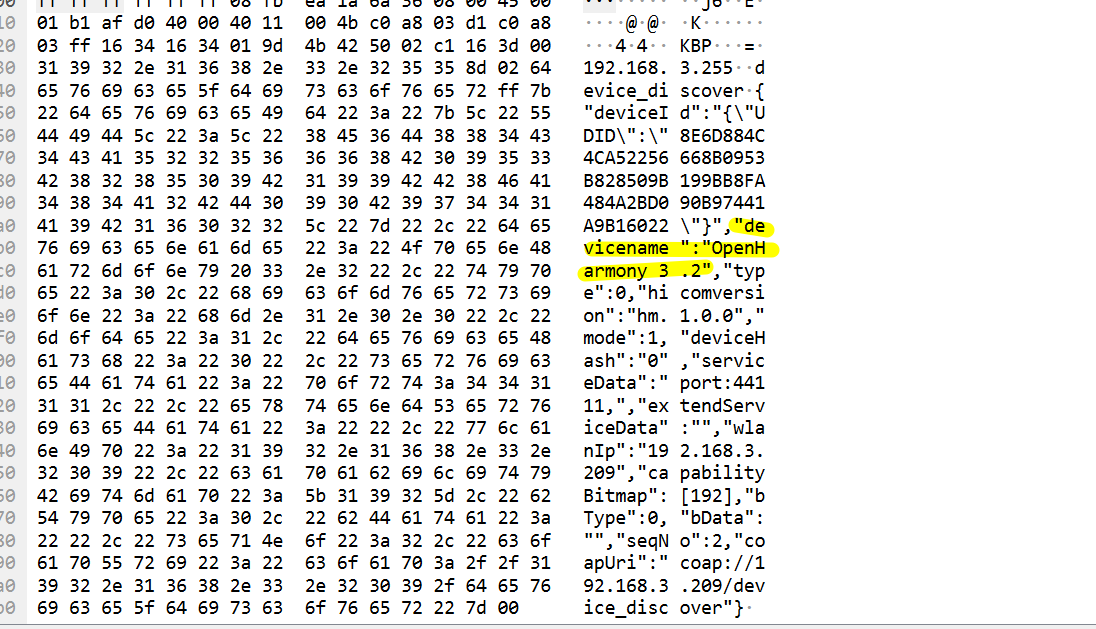 01 b1 af d0 40 00 40 11 00 4b c0 a8 03 d1 c0 a8 ····@·@· ·K······
03 ff 16 34 16 34 01 9d 4b 42 50 02 c1 16 3d 00 ···4·4·· KBP···=·
31 39 32 2e 31 36 38 2e 33 2e 32 35 35 8d 02 64 192.168. 3.255··d
65 76 69 63 65 5f 64 69 73 63 6f 76 65 72 ff 7b evice_di scover·{
22 64 65 76 69 63 65 49 64 22 3a 22 7b 5c 22 55 "deviceI d":"{\"U
44 49 44 5c 22 3a 5c 22 38 45 36 44 38 38 34 43 DID\":\" 8E6D884C
34 43 41 35 32 32 35 36 36 36 38 42 30 39 35 33 4CA52256 668B0953
42 38 32 38 35 30 39 42 31 39 39 42 42 38 46 41 B828509B 199BB8FA
34 38 34 41 32 42 44 30 39 30 42 39 37 34 34 31 484A2BD0 90B97441
41 39 42 31 36 30 32 32 5c 22 7d 22 2c 22 64 65 A9B16022 \"}","de
76 69 63 65 6e 61 6d 65 22 3a 22 4f 70 65 6e 48 vicename ":"OpenH
61 72 6d 6f 6e 79 20 33 2e 32 22 2c 22 74 79 70 armony 3 .2","typ
65 22 3a 30 2c 22 68 69 63 6f 6d 76 65 72 73 69 e":0,"hi comversi
6f 6e 22 3a 22 68 6d 2e 31 2e 30 2e 30 22 2c 22 on":"hm. 1.0.0","
6d 6f 64 65 22 3a 31 2c 22 64 65 76 69 63 65 48 mode":1, "deviceH
61 73 68 22 3a 22 30 22 2c 22 73 65 72 76 69 63 ash":"0" ,"servic
65 44 61 74 61 22 3a 22 70 6f 72 74 3a 34 34 31 eData":" port:441
31 31 2c 22 2c 22 65 78 74 65 6e 64 53 65 72 76 11,","ex tendServ
69 63 65 44 61 74 61 22 3a 22 22 2c 22 77 6c 61 iceData" :"","wla
6e 49 70 22 3a 22 31 39 32 2e 31 36 38 2e 33 2e nIp":"19 2.168.3.
32 30 39 22 2c 22 63 61 70 61 62 69 6c 69 74 79 209","ca pability
42 69 74 6d 61 70 22 3a 5b 31 39 32 5d 2c 22 62 Bitmap": [192],"b
54 79 70 65 22 3a 30 2c 22 62 44 61 74 61 22 3a Type":0, "bData":
22 22 2c 22 73 65 71 4e 6f 22 3a 32 2c 22 63 6f "","seqN o":2,"co
61 70 55 72 69 22 3a 22 63 6f 61 70 3a 2f 2f 31 apUri":" coap://1
39 32 2e 31 36 38 2e 33 2e 32 30 39 2f 64 65 76 92.168.3 .209/dev
69 63 65 5f 64 69 73 63 6f 76 65 72 22 7d 00 ice_disc over"}·